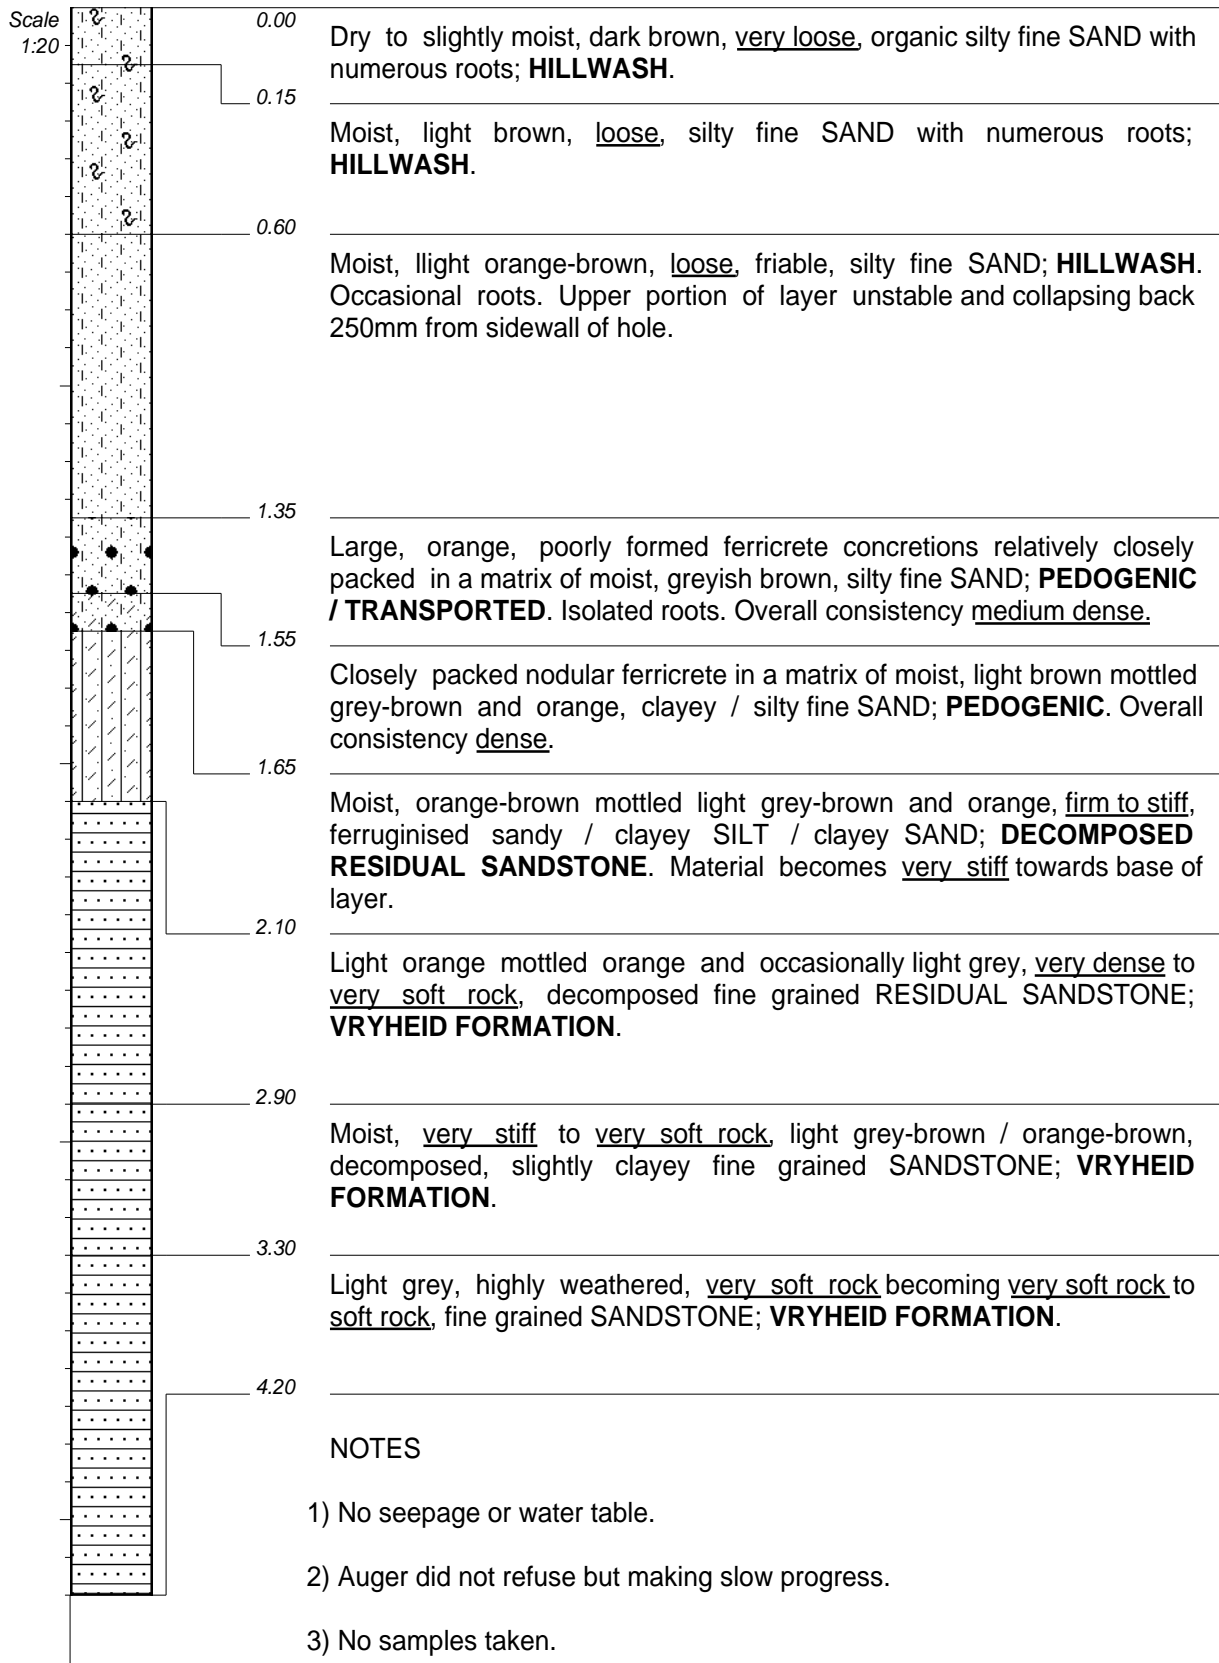 Scale
1:20
0.00
Dry to slightly moist, dark brown, very loose, organic silty fine SAND with
numerous roots; HILLWASH.
0.15
Moist, light brown, loose, silty fine SAND with numerous roots;
HILLWASH.
0.60
Moist, llight orange-brown, loose, friable, silty fine SAND; HILLWASH.
Occasional roots. Upper portion of layer unstable and collapsing back
250mm from sidewall of hole.
1.35
Large, orange, poorly formed ferricrete concretions relatively closely
packed in a matrix of moist, greyish brown, silty fine SAND; PEDOGENIC
/ TRANSPORTED. Isolated roots. Overall consistency medium dense.
1.55
Closely packed nodular ferricrete in a matrix of moist, light brown mottled
grey-brown and orange, clayey / silty fine SAND; PEDOGENIC. Overall
consistency dense.
1.65
Moist, orange-brown mottled light grey-brown and orange, firm to stiff,
ferruginised sandy / clayey SILT / clayey SAND; DECOMPOSED
RESIDUAL SANDSTONE. Material becomes very stiff towards base of
layer.
2.10
Light orange mottled orange and occasionally light grey, very dense to
very soft rock, decomposed fine grained RESIDUAL SANDSTONE;
VRYHEID FORMATION.
2.90
Moist, very stiff to very soft rock, light grey-brown / orange-brown,
decomposed, slightly clayey fine grained SANDSTONE; VRYHEID
FORMATION.
3.30
Light grey, highly weathered, very soft rock becoming very soft rock to
soft rock, fine grained SANDSTONE; VRYHEID FORMATION.
4.20
NOTES
1) No seepage or water table.
2) Auger did not refuse but making slow progress.
3) No samples taken.